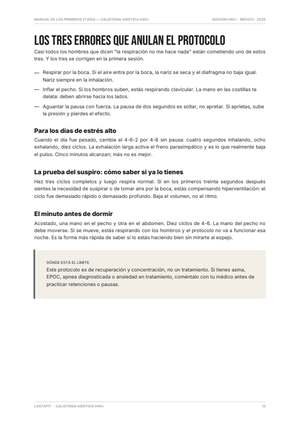 MANUAL DE LOS PRIMEROS 21 DÍAS — CALISTENIA KINTSUGI KAKU
LOS TRES ERRORES QUE ANULAN EL PROTOCOLO
Casi todos los hombres que dicen "la respiración no me hace nada" están cometiendo uno de estos
tres. Y los tres se corrigen en la primera sesión.
— Respirar por la boca. Si el aire entra por la boca, la nariz se seca y el diafragma no baja igual.
Nariz siempre en la inhalación.
— Inflar el pecho. Si los hombros suben, estás respirando clavicular. La mano en las costillas te
delata: deben abrirse hacia los lados.
— Aguantar la pausa con fuerza. La pausa de dos segundos es soltar, no apretar. Si aprietas, sube
la presión y pierdes el efecto.
Para los días de estrés alto
Cuando el día fue pesado, cambia el 4-6-2 por 4-8 sin pausa: cuatro segundos inhalando, ocho
exhalando, diez ciclos. La exhalación larga activa el freno parasimpático y es lo que realmente baja
el pulso. Cinco minutos alcanzan; más no es mejor.
La prueba del suspiro: cómo saber si ya lo tienes
Haz tres ciclos completos y luego respira normal. Si en los primeros treinta segundos después
sientes la necesidad de suspirar o de tomar aire por la boca, estás compensando hiperventilación: el
ciclo fue demasiado rápido o demasiado profundo. Baja el volumen, no el ritmo.
El minuto antes de dormir
Acostado, una mano en el pecho y otra en el abdomen. Diez ciclos de 4-6. La mano del pecho no
debe moverse. Si se mueve, estás respirando con los hombros y el protocolo no va a funcionar esa
noche. Es la forma más rápida de saber si lo estás haciendo bien sin mirarte al espejo.
DÓNDE ESTÁ EL LÍMITE
Este protocolo es de recuperación y concentración, no un tratamiento. Si tienes asma,
EPOC, apnea diagnosticada o ansiedad en tratamiento, coméntalo con tu médico antes de
practicar retenciones o pausas.